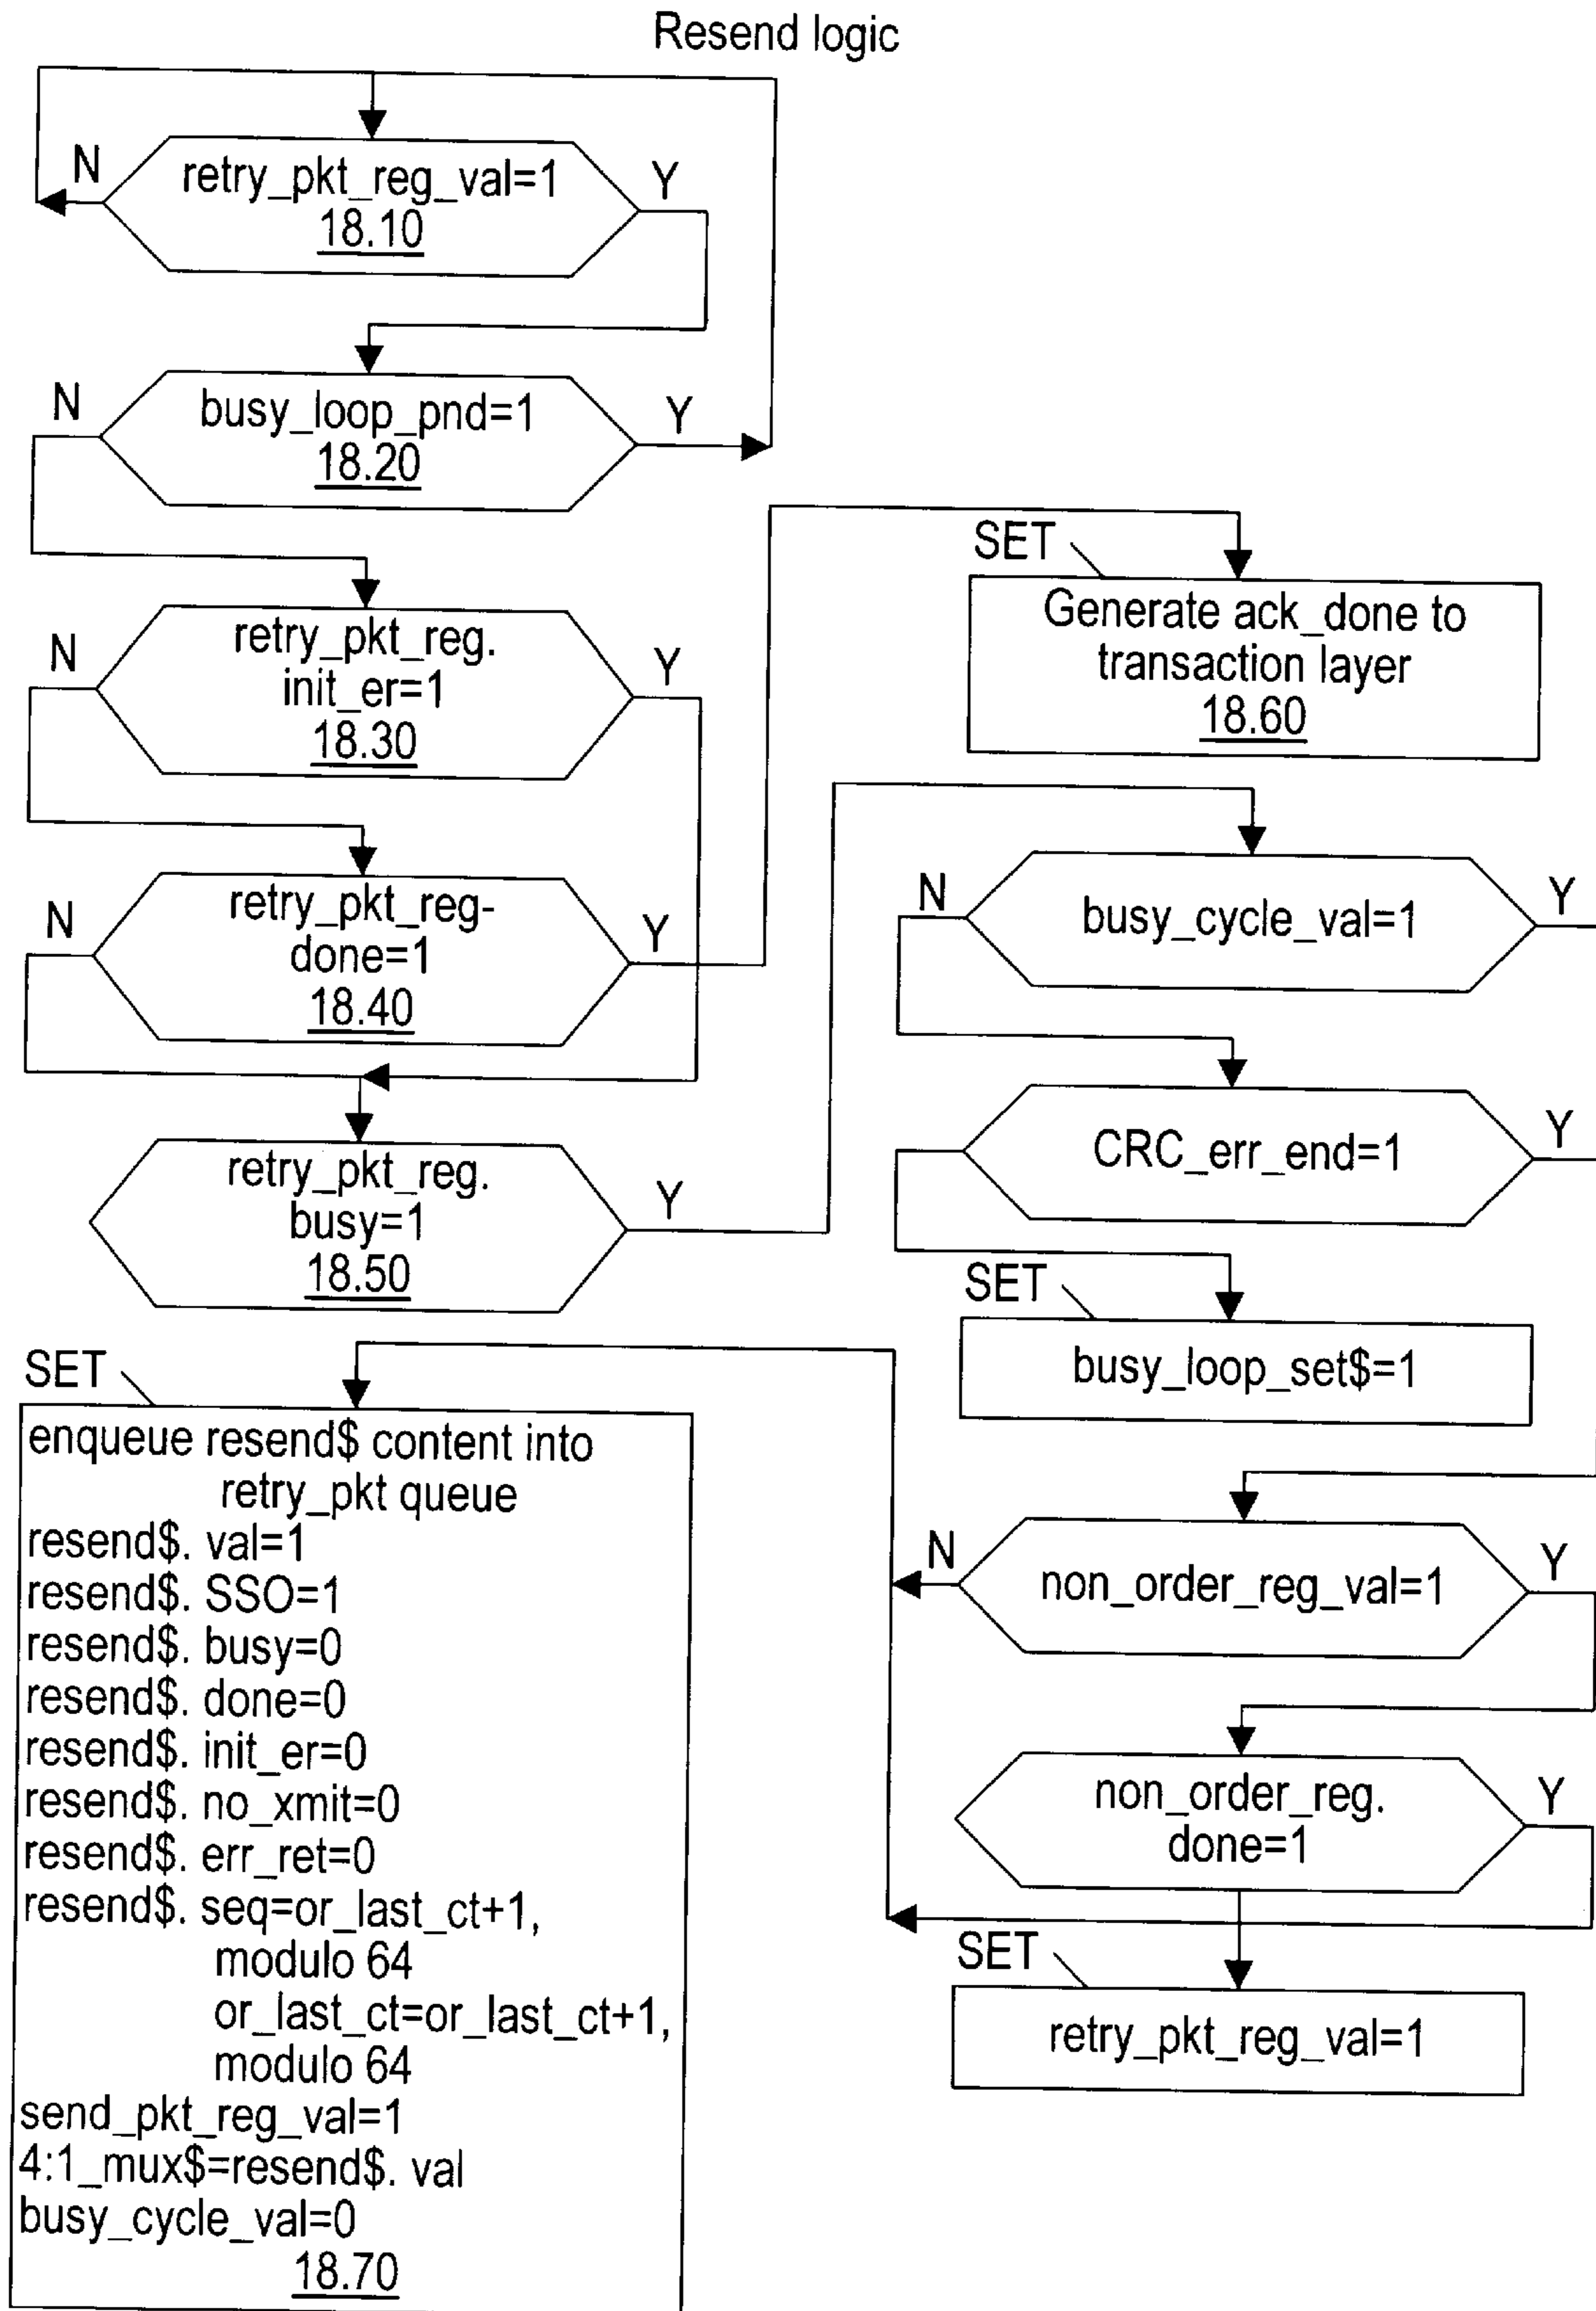 Resend logic
N
retry_pkt_reg_val=1
Y
18.10
N
busy_loop_pnd=1
Y
18.20
N
retry_pkt_reg.
init_er=1
Y
18.30
N
retry_pkt_reg-
done=1
Y
18.40
retry_pkt_reg.
busy=1
Y
18.50
SET
Generate ack_done to
transaction layer
18.60
N
busy_cycle_val=1
Y
CRC_err_end=1
Y
SET
busy_loop_set$=1
N
non_order_reg_val=1
Y
non_order_reg.
done=1
Y
SET
retry_pkt_reg_val=1
SET
enqueue resend$ content into
retry_pkt queue
resend$. val=1
resend$. SSO=1
resend$. busy=0
resend$. done=0
resend$. init_er=0
resend$. no_xmit=0
resend$. err_ret=0
resend$. seq=or_last_ct+1,
modulo 64
or_last_ct=or_last_ct+1,
modulo 64
send_pkt_reg_val=1
4:1_mux$=resend$. val
busy_cycle_val=0
18.70